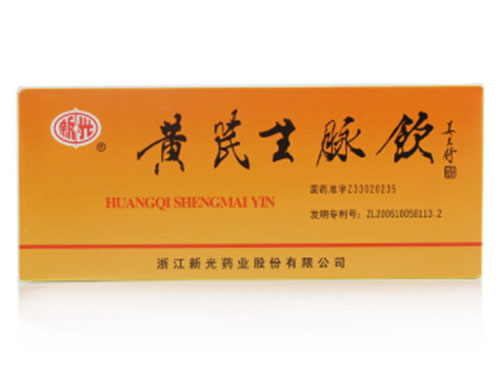 新光
®
黄芪生脉饮
HUANGQI SHENGMAI YIN
国药准字Z33020235
发明专利号：ZL200610056113.2
浙江新光药业股份有限公司